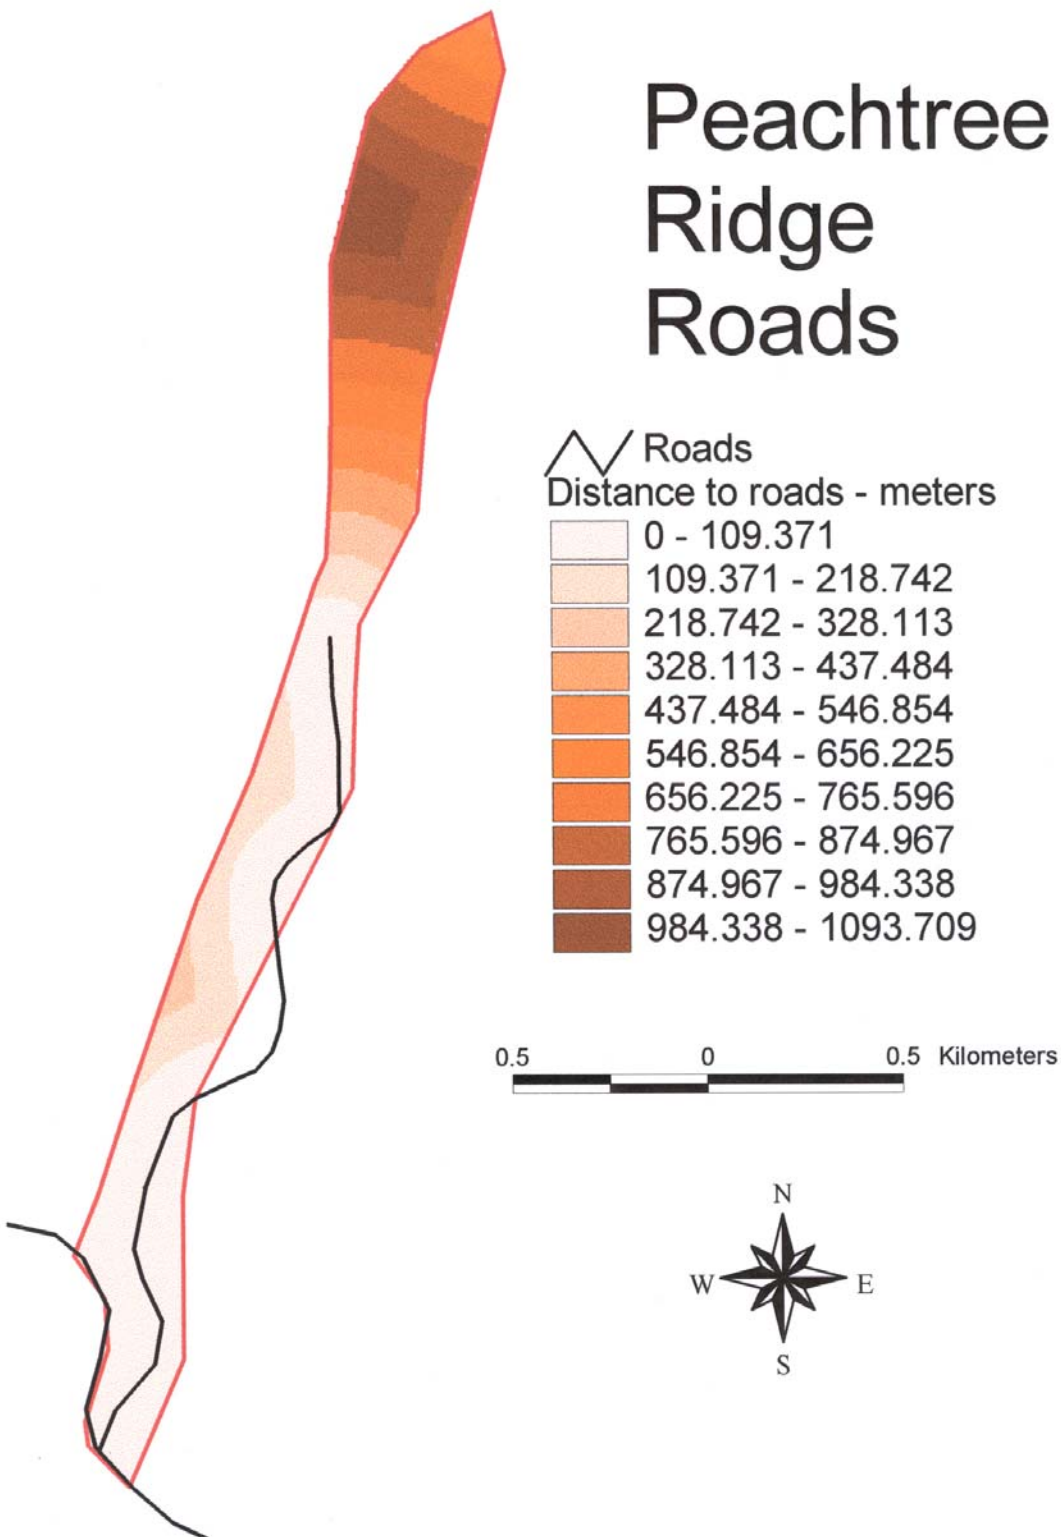 Peachtree
Ridge
Roads
Roads
Distance to roads - meters
0 - 109.371
109.371 - 218.742
218.742 - 328.113
328.113 - 437.484
437.484 - 546.854
546.854 - 656.225
656.225 - 765.596
765.596 - 874.967
874.967 - 984.338
984.338 - 1093.709
0.5 0 0.5 Kilometers
N
W E
S